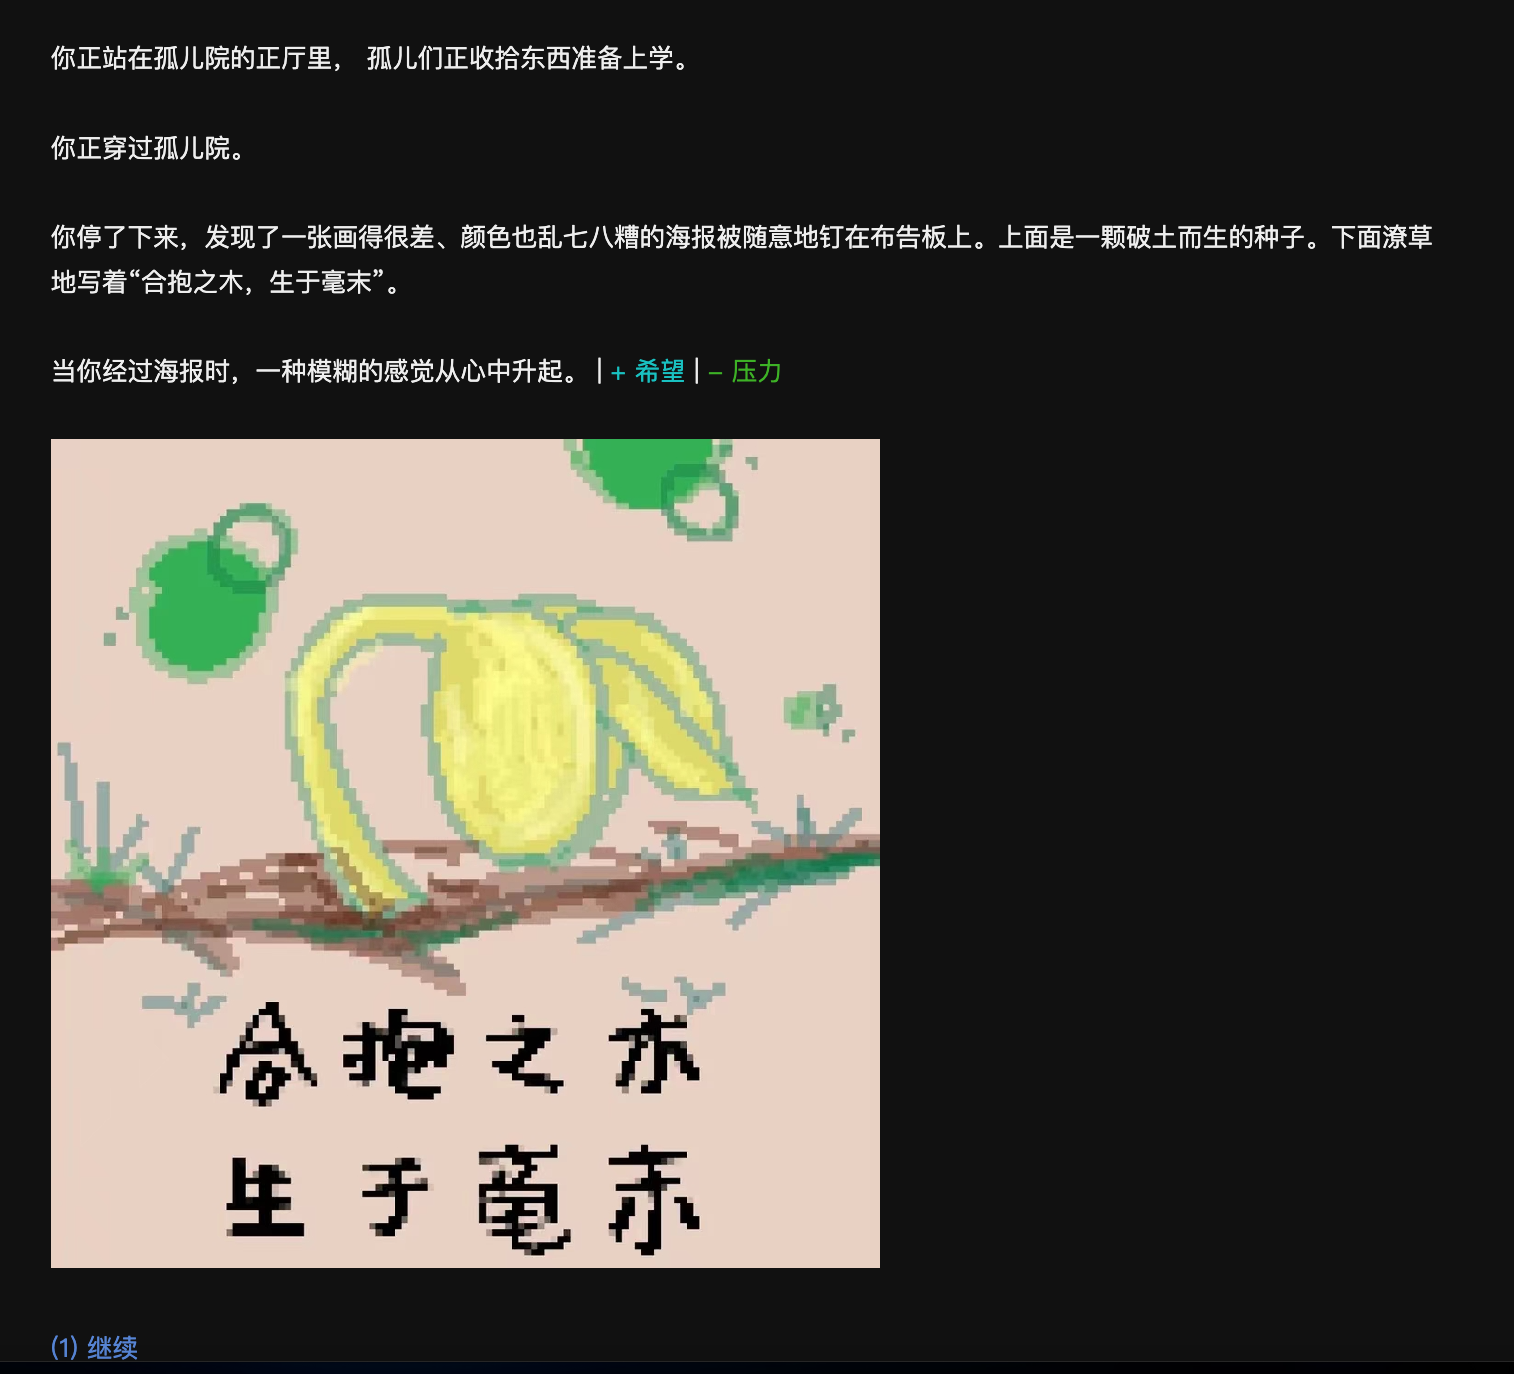 你正站在孤儿院的正厅里， 孤儿们正收拾东西准备上学。
你正穿过孤儿院。
你停了下来，发现了一张画得很差、颜色也乱七八糟的海报被随意地钉在布告板上。上面是一颗破土而生的种子。下面潦草
地写着“合抱之木，生于毫末”。
当你经过海报时，一种模糊的感觉从心中升起。 | + 希望 | − 压力
合抱之木
生于毫末
(1) 继续